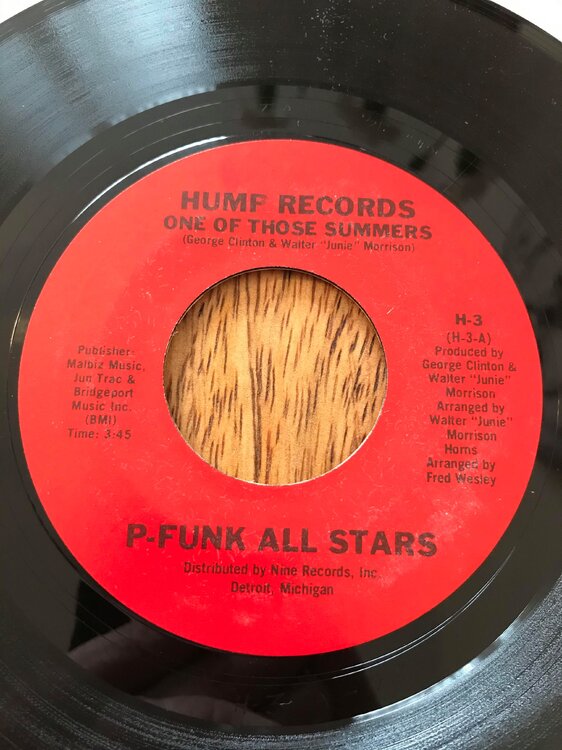 HUMP RECORDS
ONE OF THOSE SUMMERS
(George Clinton & Walter "Junie" Morrison)
Publisher:
Malbiz Music,
Jun Trac &
Bridgeport
Music Inc.
(BMI)
Time: 3:45
H-3
(H-3-A)
Produced by
George Clinton &
Walter "Junie"
Morrison
Arranged by
Walter "Junie"
Morrison
Horns
Arranged by
Fred Wesley
P-FUNK ALL STARS
Distributed by Nine Records, Inc.
Detroit, Michigan